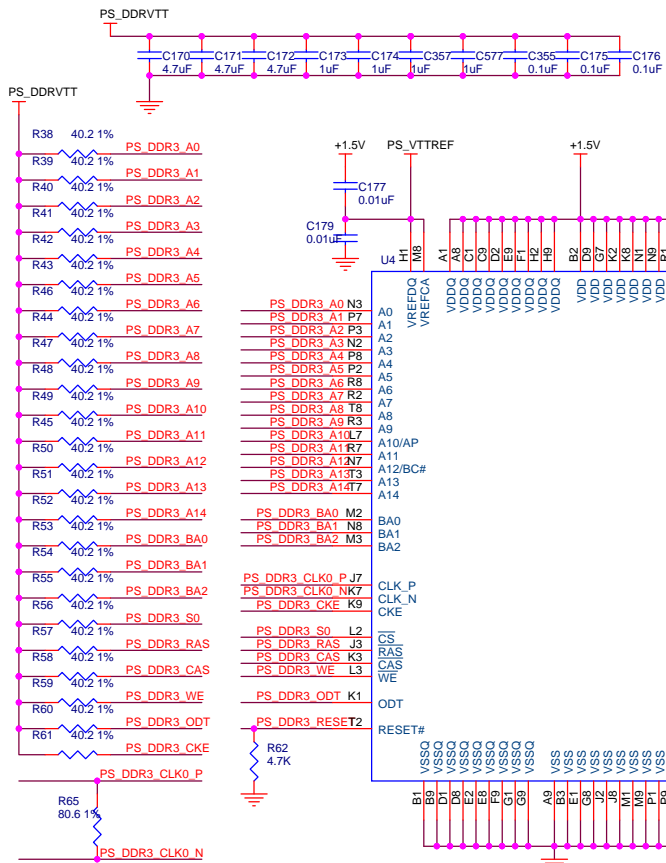 PS_DDRVTT
C170 C171 C172 C173 C174 C357 C577 C355 C175 C176
4.7uF 4.7uF 4.7uF 1uF 1uF 1uF 1uF 0.1uF 0.1uF 0.1uF
PS_DDRVTT
R38 40.2 1% PS_DDR3_A0
R39 40.2 1% PS_DDR3_A1
R40 40.2 1% PS_DDR3_A2
R41 40.2 1% PS_DDR3_A3
R42 40.2 1% PS_DDR3_A4
R43 40.2 1% PS_DDR3_A5
R46 40.2 1% PS_DDR3_A6
R44 40.2 1% PS_DDR3_A7
R47 40.2 1% PS_DDR3_A8
R48 40.2 1% PS_DDR3_A9
R49 40.2 1% PS_DDR3_A10
R45 40.2 1% PS_DDR3_A11
R50 40.2 1% PS_DDR3_A12
R51 40.2 1% PS_DDR3_A13
R52 40.2 1% PS_DDR3_A14
R53 40.2 1% PS_DDR3_BA0
R54 40.2 1% PS_DDR3_BA1
R55 40.2 1% PS_DDR3_BA2
R56 40.2 1% PS_DDR3_S0
R57 40.2 1% PS_DDR3_RAS
R58 40.2 1% PS_DDR3_CAS
R59 40.2 1% PS_DDR3_WE
R60 40.2 1% PS_DDR3_ODT
R61 40.2 1% PS_DDR3_CKE
PS_DDR3_CLK0_P
R65
80.6 1%
PS_DDR3_CLK0_N
+1.5V PS_VTTREF +1.5V
C177
0.01uF
C179
0.01uF
U4
H1 M8 A1 A8 C1 C9 D2 E9 F1 H2 H9 B2 D9 G7 K2 K8 N1 N9 R1
VREFDQ VREFCA VDDQ VDDQ VDDQ VDDQ VDDQ VDDQ VDDQ VDDQ VDDQ VDD VDD VDD VDD VDD VDD VDD VDD
PS_DDR3_A0 N3 A0
PS_DDR3_A1 P7 A1
PS_DDR3_A2 P3 A2
PS_DDR3_A3 N2 A3
PS_DDR3_A4 P8 A4
PS_DDR3_A5 P2 A5
PS_DDR3_A6 R8 A6
PS_DDR3_A7 R2 A7
PS_DDR3_A8 T8 A8
PS_DDR3_A9 R3 A9
PS_DDR3_A10 L7 A10/AP
PS_DDR3_A11 R7 A11
PS_DDR3_A12 N7 A12/BC#
PS_DDR3_A13 T3 A13
PS_DDR3_A14 T7 A14
PS_DDR3_BA0 M2 BA0
PS_DDR3_BA1 N8 BA1
PS_DDR3_BA2 M3 BA2
PS_DDR3_CLK0_P J7 CLK_P
PS_DDR3_CLK0_N K7 CLK_N
PS_DDR3_CKE K9 CKE
PS_DDR3_S0 L2 CS
PS_DDR3_RAS J3 RAS
PS_DDR3_CAS K3 CAS
PS_DDR3_WE L3 WE
PS_DDR3_ODT K1 ODT
PS_DDR3_RESET T2 RESET#
R62
4.7K
VSSQ VSSQ VSSQ VSSQ VSSQ VSSQ VSSQ VSSQ VSSQ VSS VSS VSS VSS VSS VSS VSS VSS VSS VSS
B1 B9 D1 D8 E2 E8 F9 G1 G9 A9 B3 E1 G8 J2 J8 M1 M9 P1 P9